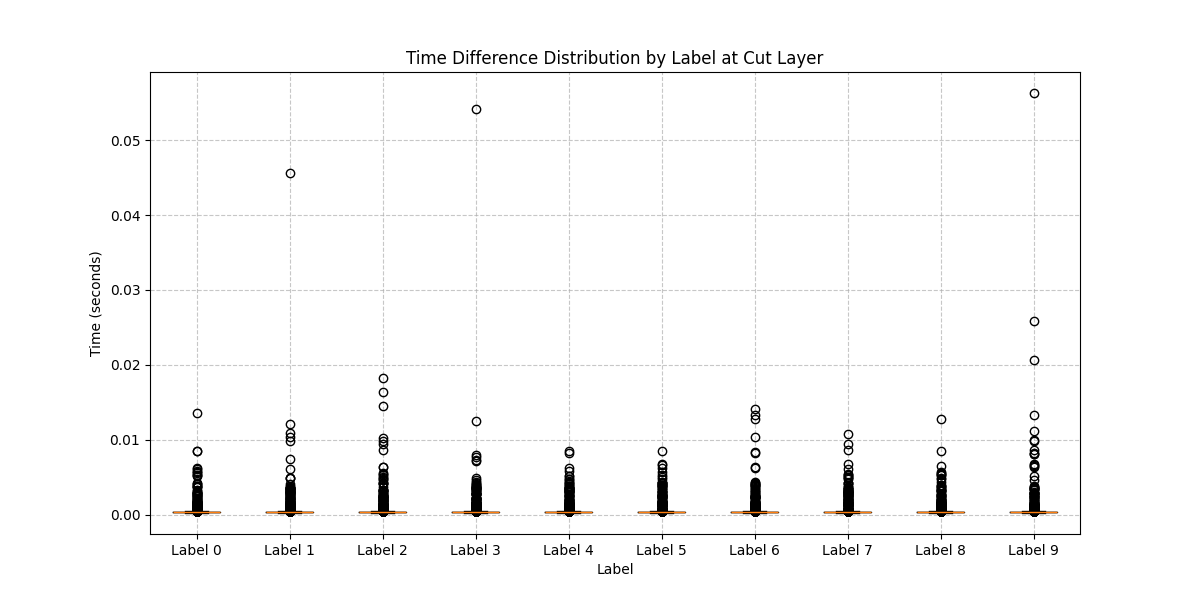 Time Difference Distribution by Label at Cut Layer
Time (seconds)
0.05
0.04
0.03
0.02
0.01
0.00
Label 0 Label 1 Label 2 Label 3 Label 4 Label 5 Label 6 Label 7 Label 8 Label 9
Label